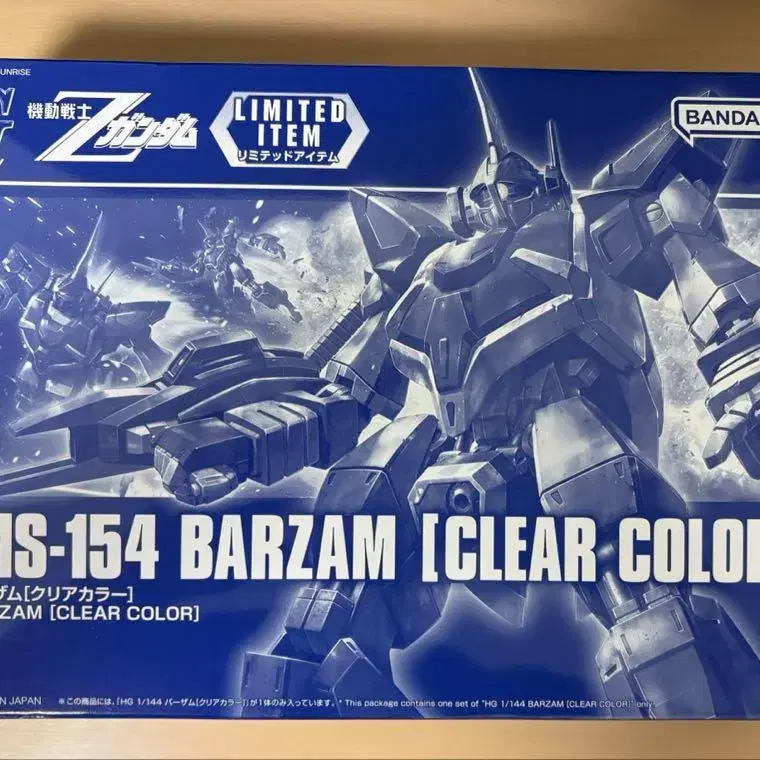 UNRISE
機動戦士
Zガンダム
LIMITED
ITEM
リミテッドアイテム
BANDA
MS-154 BARZAM [CLEAR COLOR
ザム[クリアカラー]
ZAM [CLEAR COLOR]
N JAPAN
※この商品には、「HG 1/144 バーザム[クリアカラー]」が1体のみ入っています。* This package contains one set of "HG 1/144 BARZAM [CLEAR COLOR]" only.